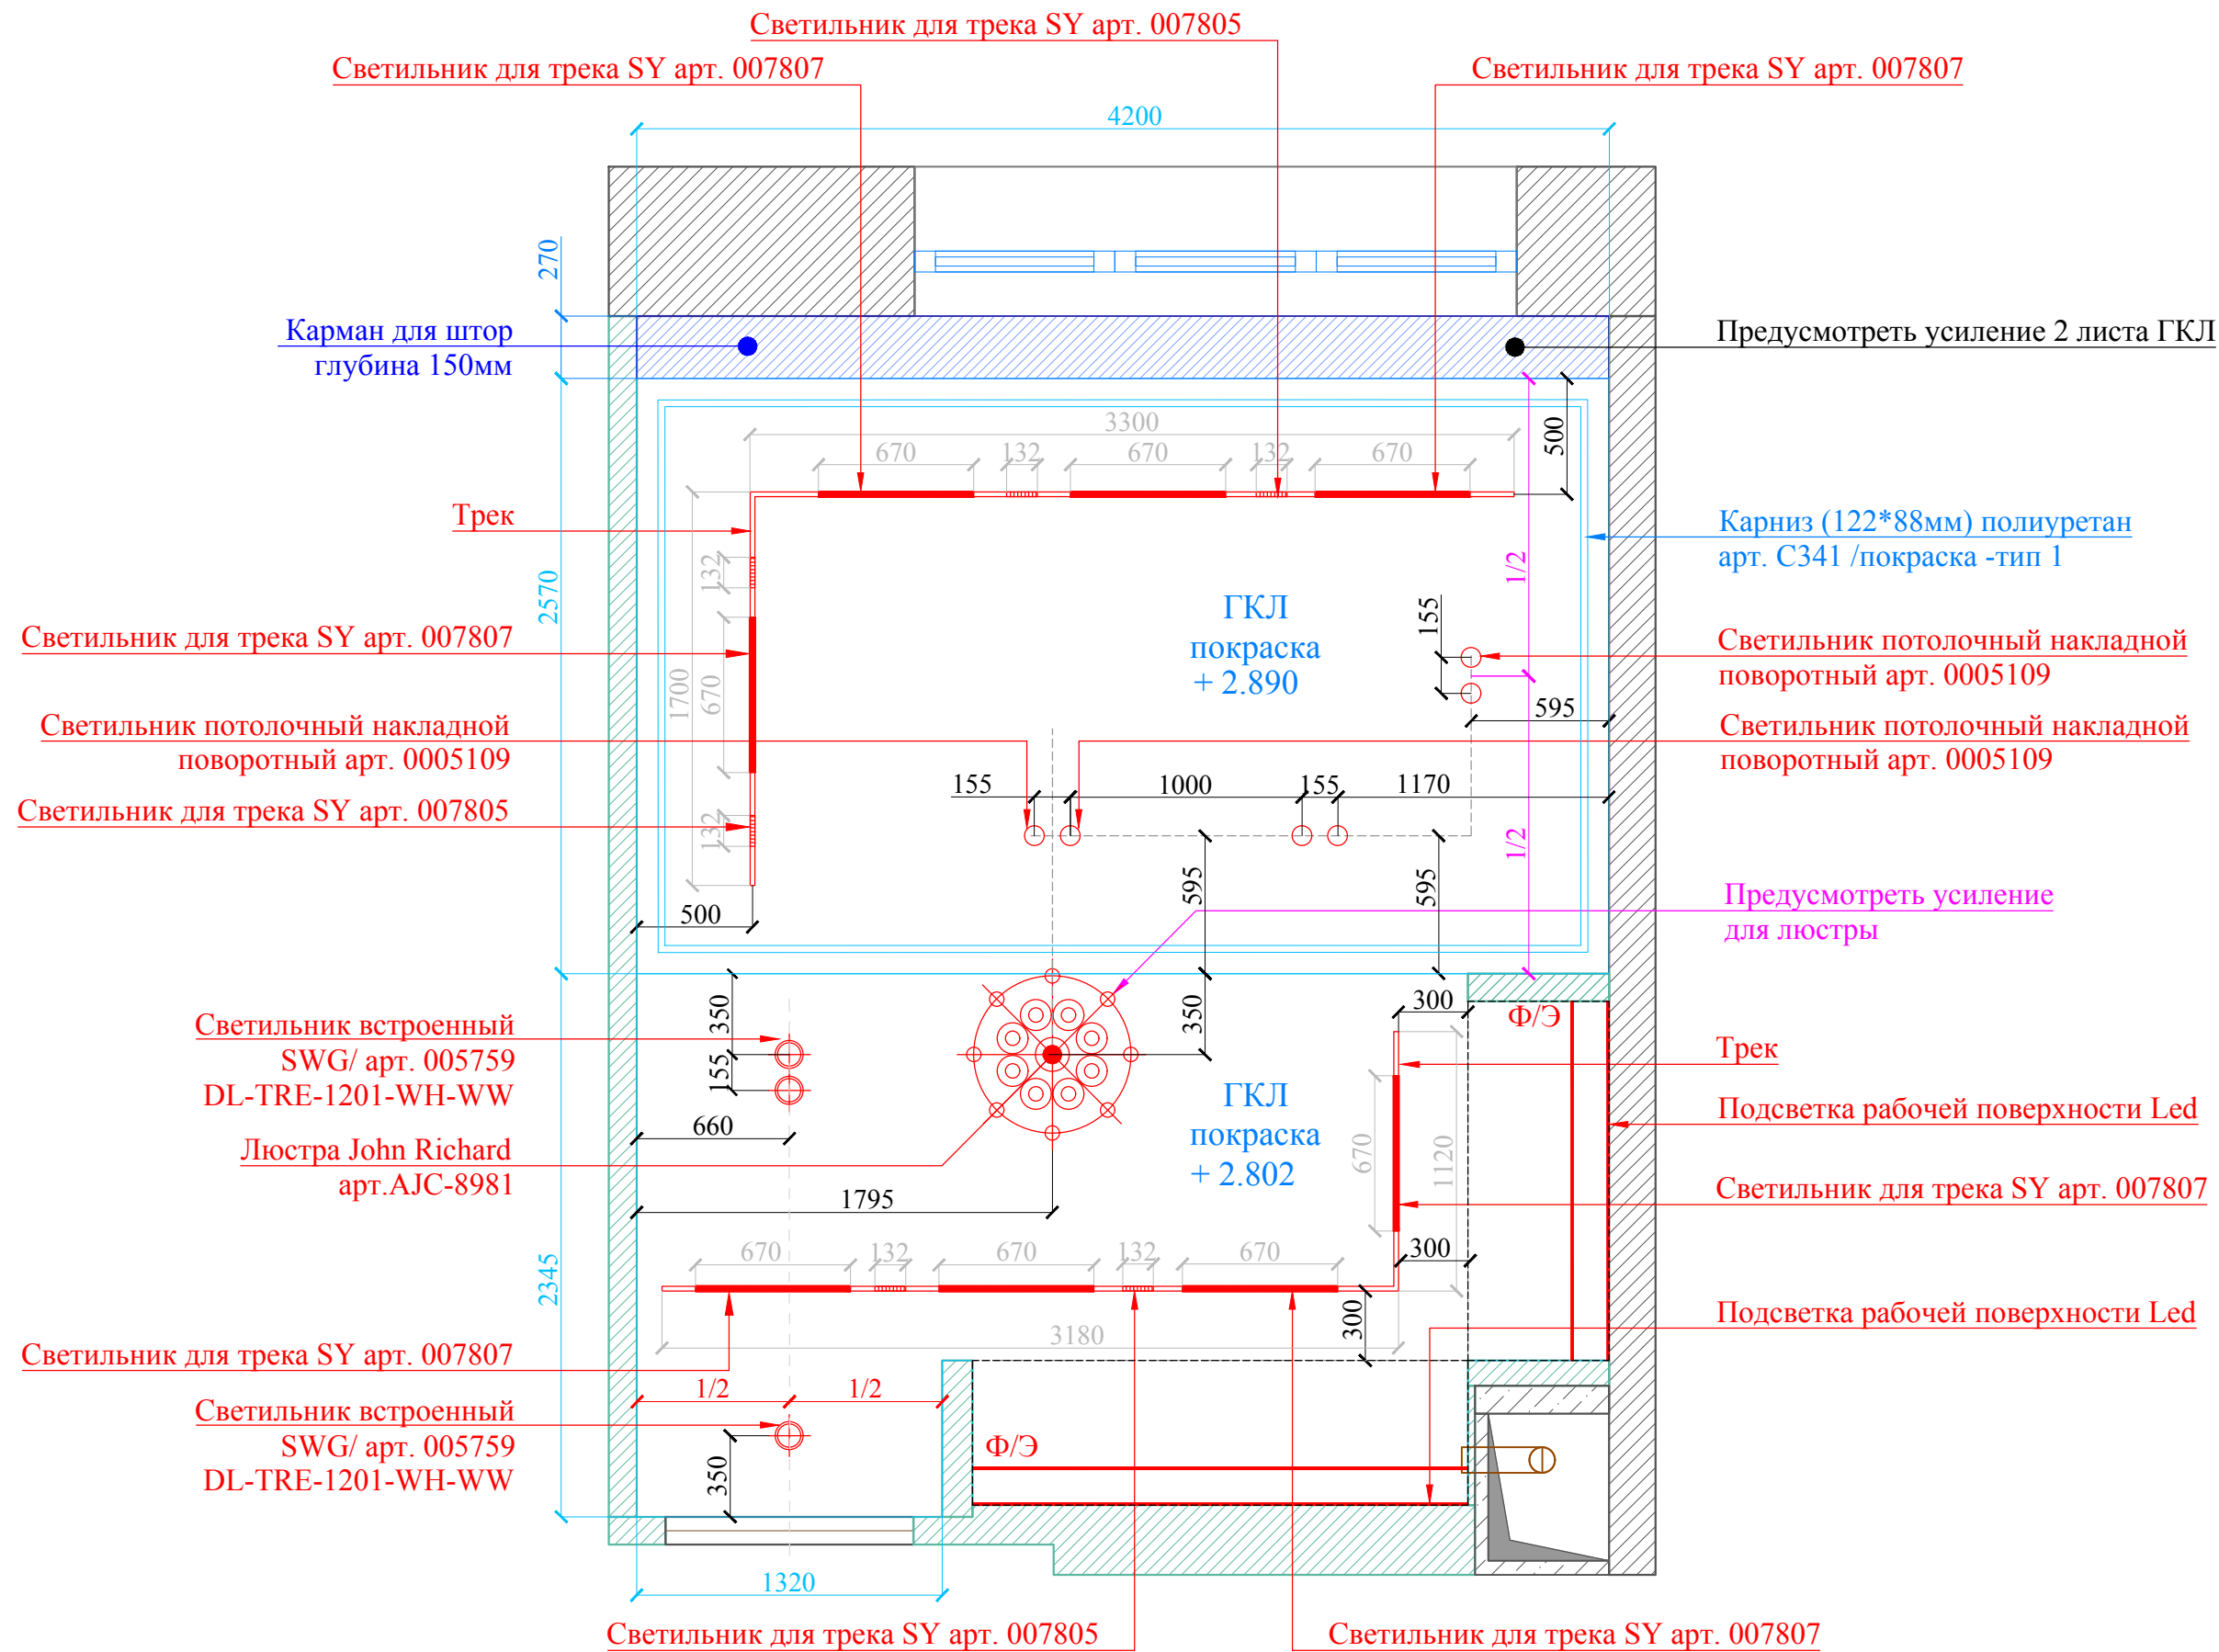 Светильник для трека SY арт. 007805
Светильник для трека SY арт. 007807
Светильник для трека SY арт. 007807
4200
270
Карман для штор
глубина 150мм
Предусмотреть усиление 2 листа ГКЛ
3300
500
670
132
670
132
670
Трек
Карниз (122*88мм) полиуретан
арт. С341 /покраска -тип 1
132
1/2
2570
ГКЛ
покраска
+ 2.890
155
Светильник для трека SY арт. 007807
Светильник потолочный накладной
поворотный арт. 0005109
1700
670
595
Светильник потолочный накладной
поворотный арт. 0005109
Светильник потолочный накладной
поворотный арт. 0005109
155
1000
155
1170
Светильник для трека SY арт. 007805
132
1/2
595
595
500
Предусмотреть усиление
для люстры
350
350
300
Ф/Э
Светильник встроенный
SWG/ арт. 005759
DL-TRE-1201-WH-WW
155
Трек
ГКЛ
покраска
+ 2.802
Подсветка рабочей поверхности Led
660
670
1120
Люстра John Richard
арт.AJC-8981
1795
Светильник для трека SY арт. 007807
670
132
670
132
670
300
2345
300
3180
Подсветка рабочей поверхности Led
Светильник для трека SY арт. 007807
1/2
1/2
Светильник встроенный
SWG/ арт. 005759
DL-TRE-1201-WH-WW
350
Ф/Э
1320
Светильник для трека SY арт. 007805
Светильник для трека SY арт. 007807